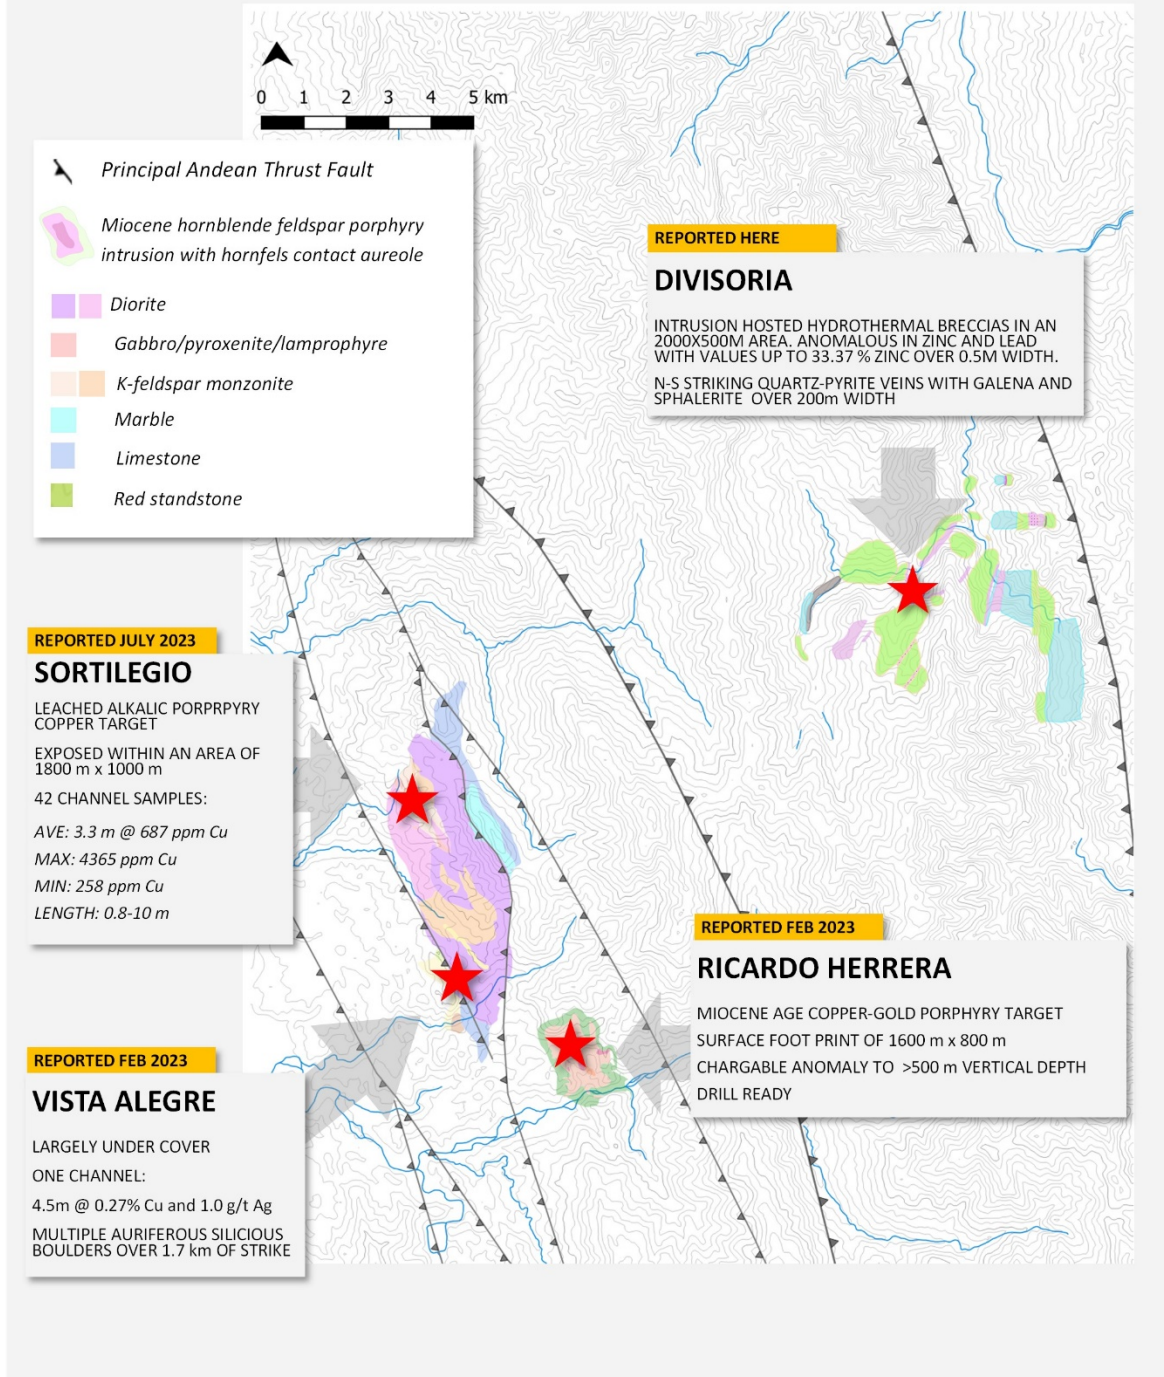 0 1 2 3 4 5 km
Principal Andean Thrust Fault
Miocene hornblende feldspar porphyry
intrusion with hornfels contact aureole
Diorite
Gabbro/pyroxenite/lamprophyre
K-feldspar monzonite
Marble
Limestone
Red standstone
REPORTED HERE
DIVISORIA
INTRUSION HOSTED HYDROTHERMAL BRECCIAS IN AN
2000X500M AREA. ANOMALOUS IN ZINC AND LEAD
WITH VALUES UP TO 33.37 % ZINC OVER 0.5M WIDTH.
N-S STRIKING QUARTZ-PYRITE VEINS WITH GALENA AND
SPHALERITE OVER 200m WIDTH
REPORTED JULY 2023
SORTILEGIO
LEACHED ALKALIC PORPRPYRY
COPPER TARGET
EXPOSED WITHIN AN AREA OF
1800 m x 1000 m
42 CHANNEL SAMPLES:
AVE: 3.3 m @ 687 ppm Cu
MAX: 4365 ppm Cu
MIN: 258 ppm Cu
LENGTH: 0.8-10 m
REPORTED FEB 2023
RICARDO HERRERA
MIOCENE AGE COPPER-GOLD PORPHYRY TARGET
SURFACE FOOT PRINT OF 1600 m x 800 m
CHARGABLE ANOMALY TO >500 m VERTICAL DEPTH
DRILL READY
REPORTED FEB 2023
VISTA ALEGRE
LARGELY UNDER COVER
ONE CHANNEL:
4.5m @ 0.27% Cu and 1.0 g/t Ag
MULTIPLE AURIFEROUS SILICIOUS
BOULDERS OVER 1.7 km OF STRIKE